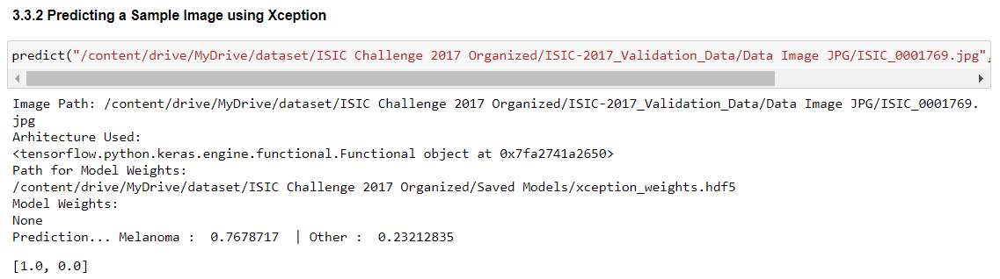 3.3.2 Predicting a Sample Image using Xception
predict("/content/drive/MyDrive/dataset/ISIC Challenge 2017 Organized/ISIC-2017_Validation_Data/Data Image JPG/ISIC_0001769.jpg",
Image Path: /content/drive/MyDrive/dataset/ISIC Challenge 2017 Organized/ISIC-2017_Validation_Data/Data Image JPG/ISIC_0001769.
jpg
Arhitecture Used:
<tensorflow.python.keras.engine.functional.Functional object at 0x7fa2741a2650>
Path for Model Weights:
/content/drive/MyDrive/dataset/ISIC Challenge 2017 Organized/Saved Models/xception_weights.hdf5
Model Weights:
None
Prediction... Melanoma :  0.7678717  | Other :  0.23212835
[1.0, 0.0]